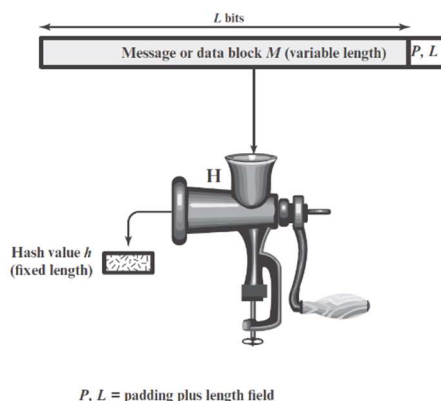 L bits
Message or data block M (variable length) P, L
H
Hash value h
(fixed length)
P, L = padding plus length field